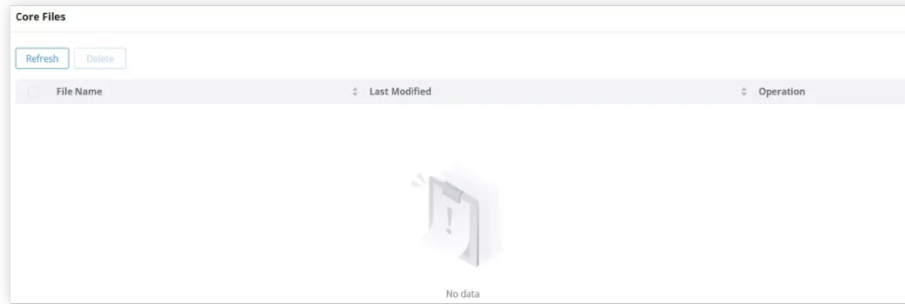 Core Files
Refresh Delete
File Name Last Modified Operation
No data